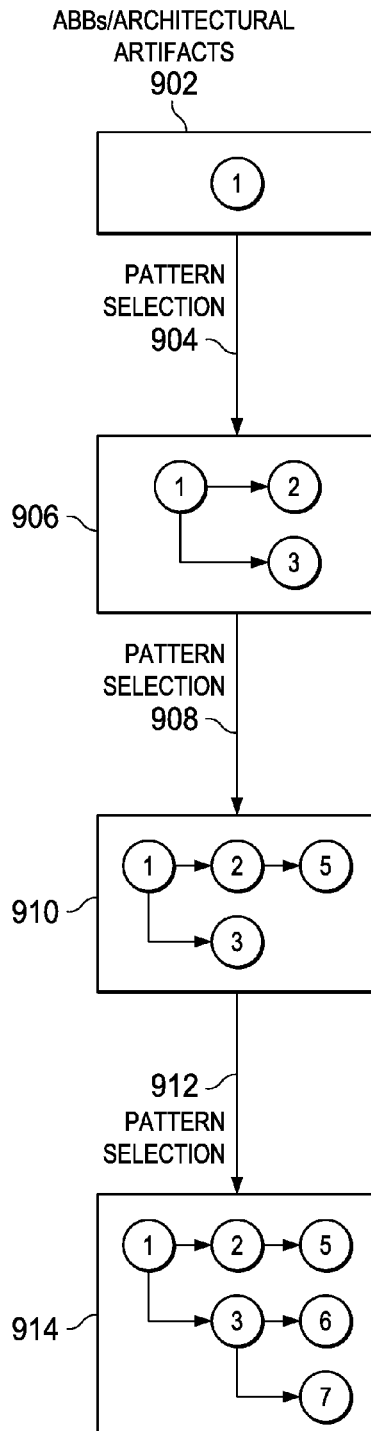 ABBs/ARCHITECTURAL
ARTIFACTS
902
1
PATTERN
SELECTION
904
906
1 2
3
PATTERN
SELECTION
908
910
1 2 5
3
912
PATTERN
SELECTION
914
1 2 5
3 6
7